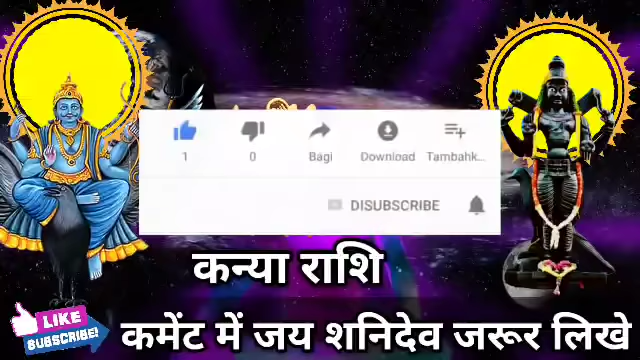 1
0
Bagi
Download
Tambahk...
DISUBSCRIBE
कन्या राशि
LIKE
SUBSCRIBE!
कमेंट में जय शनिदेव जरूर लिखे